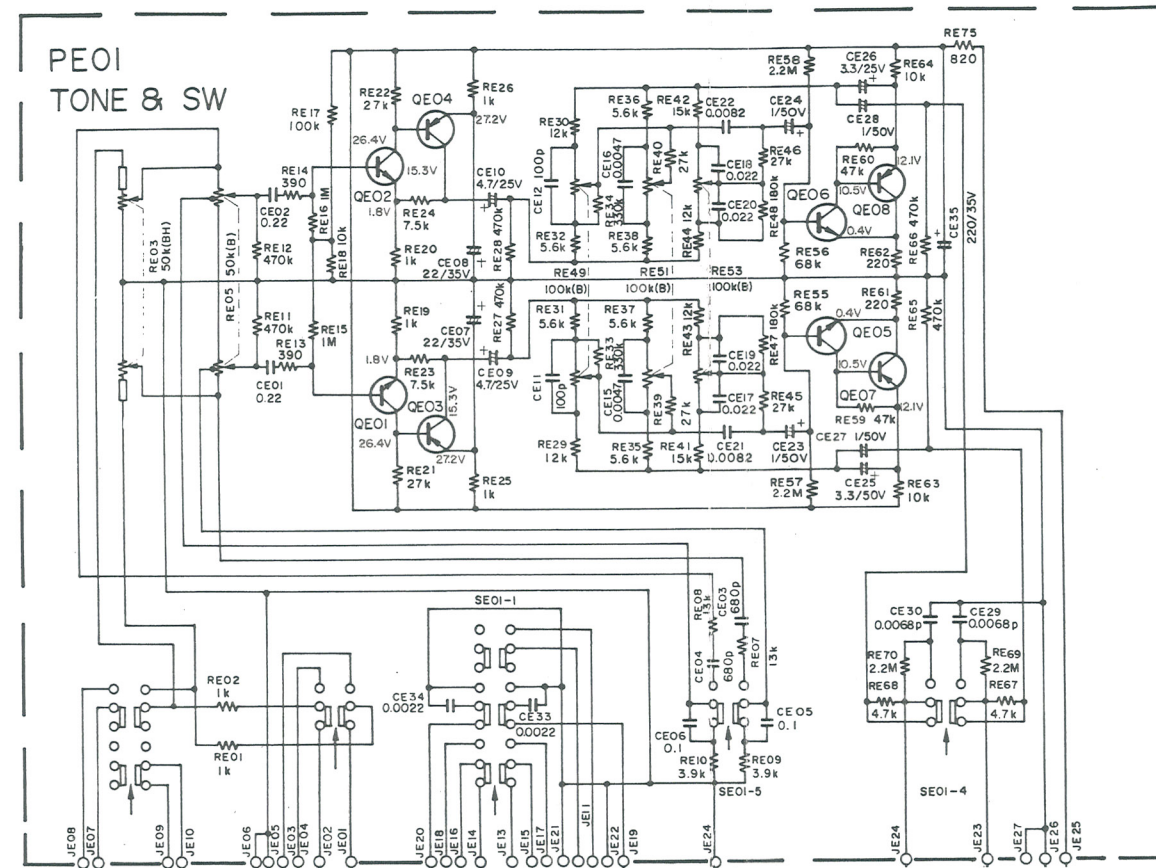 PE01
TONE & SW
RE75
820
RE58
2.2M
CE26
3.3/25V
RE64
10k
RE22
27k
QE04
RE26
1k
27.2V
RE17
100k
RE36
5.6k
RE42
15k
CE22
0.0082
CE24
1/50V
CE28
1/50V
RE30
12k
26.4V
15.3V
RE14
390
QE02
1.8V
RE24
7.5k
CE10
4.7/25V
CE12 100p
CE16
0.0047
RE34
330k
RE40
27k
CE18
0.022
CE20
0.022
RE46
27k
RE48 180k
RE60
47k
12.1V
10.5V
QE06
QE08
0.4V
CE02
0.22
RE16 1M
RE18 10k
RE12
470k
RE03
50k(BH)
RE05
50k(B)
RE20
1k
CE08
22/35V
RE28 470k
RE32
5.6k
RE38
5.6k
RE44 12k
RE56
68k
RE62
220
RE66 470k
CE35
220/35V
RE49
100k(B)
RE51
100k(B)
RE53
100k(B)
RE11
470k
RE13
390
RE15
1M
RE19
1k
CE07
22/35V
RE27 470k
RE31
5.6k
RE37
5.6k
RE43 12k
RE55
68k
RE61
220
RE65
470k
0.4V
QE05
CE01
0.22
1.8V
RE23
7.5k
CE09
4.7/25V
CE11
100p
RE33
330k
CE15
0.0047
RE39
27k
CE19
0.022
CE17
0.022
RE47 180k
RE45
27k
10.5V
QE07
12.1V
RE59 47k
QE01
26.4V
QE03
15.3V
27.2V
RE21
27k
RE25
1k
RE29
12k
RE35
5.6k
RE41
15k
CE21
0.0082
CE23
1/50V
CE27 1/50V
CE25
3.3/50V
RE57
2.2M
RE63
10k
SE01-1
RE08
13k
CE03
680p
CE04
680p
RE07
13k
CE30
0.0068p
CE29
0.0068p
RE70
2.2M
RE69
2.2M
RE68
4.7k
RE67
4.7k
RE02
1k
RE01
1k
CE34
0.0022
CE33
0.0022
CE06
0.1
CE05
0.1
RE10
3.9k
RE09
3.9k
SE01-5
SE01-4
JE08
JE07
JE09
JE10
JE06
JE05
JE03
JE04
JE02
JE01
JE20
JE18
JE16
JE14
JE13
JE15
JE17
JE21
JE11
JE22
JE19
JE24
JE24
JE23
JE27
JE26
JE25